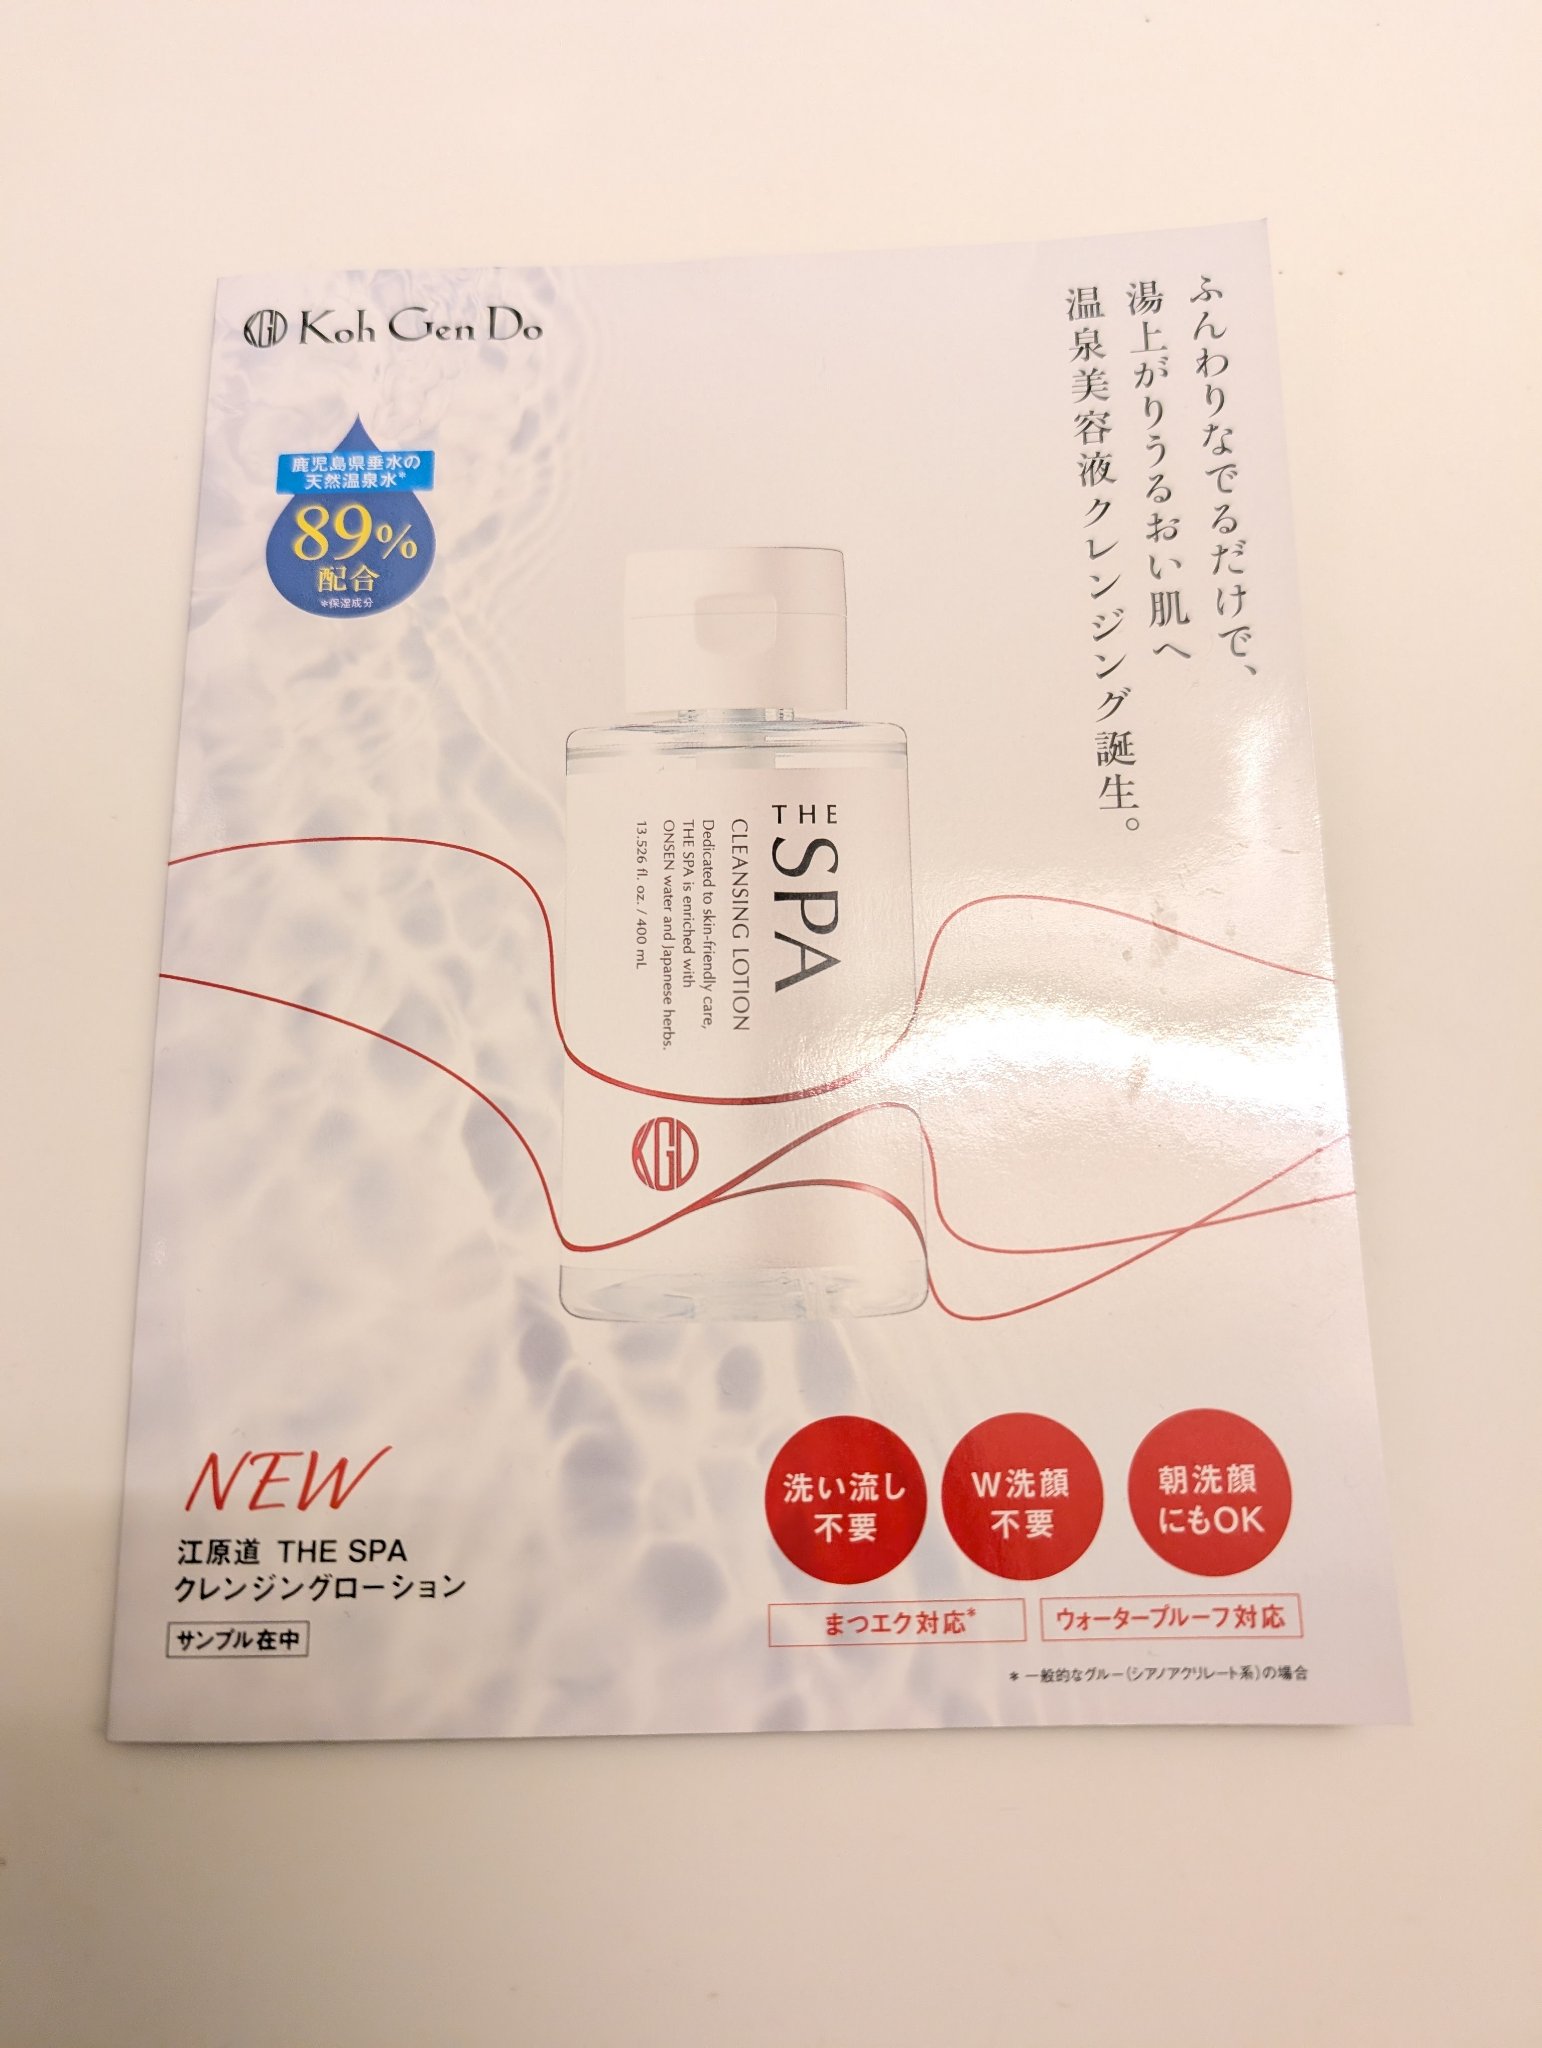 KGD Koh Gen Do
ふんわりなでるだけで、
湯上がりうるおい肌へ
温泉美容液クレンジング誕生。
鹿児島県垂水の
天然温泉水*
89%
配合
*保湿成分
THE
SPA
CLEANSING LOTION
Dedicated to skin-friendly care,
THE SPA is enriched with
ONSEN water and Japanese herbs.
13.526 fl. oz. / 400 mL
KGD
NEW
江原道 THE SPA
クレンジングローション
サンプル在中
洗い流し
不要
W洗顔
不要
朝洗顔
にもOK
まつエク対応*
ウォータープルーフ対応
* 一般的なグルー(シアノアクリレート系)の場合